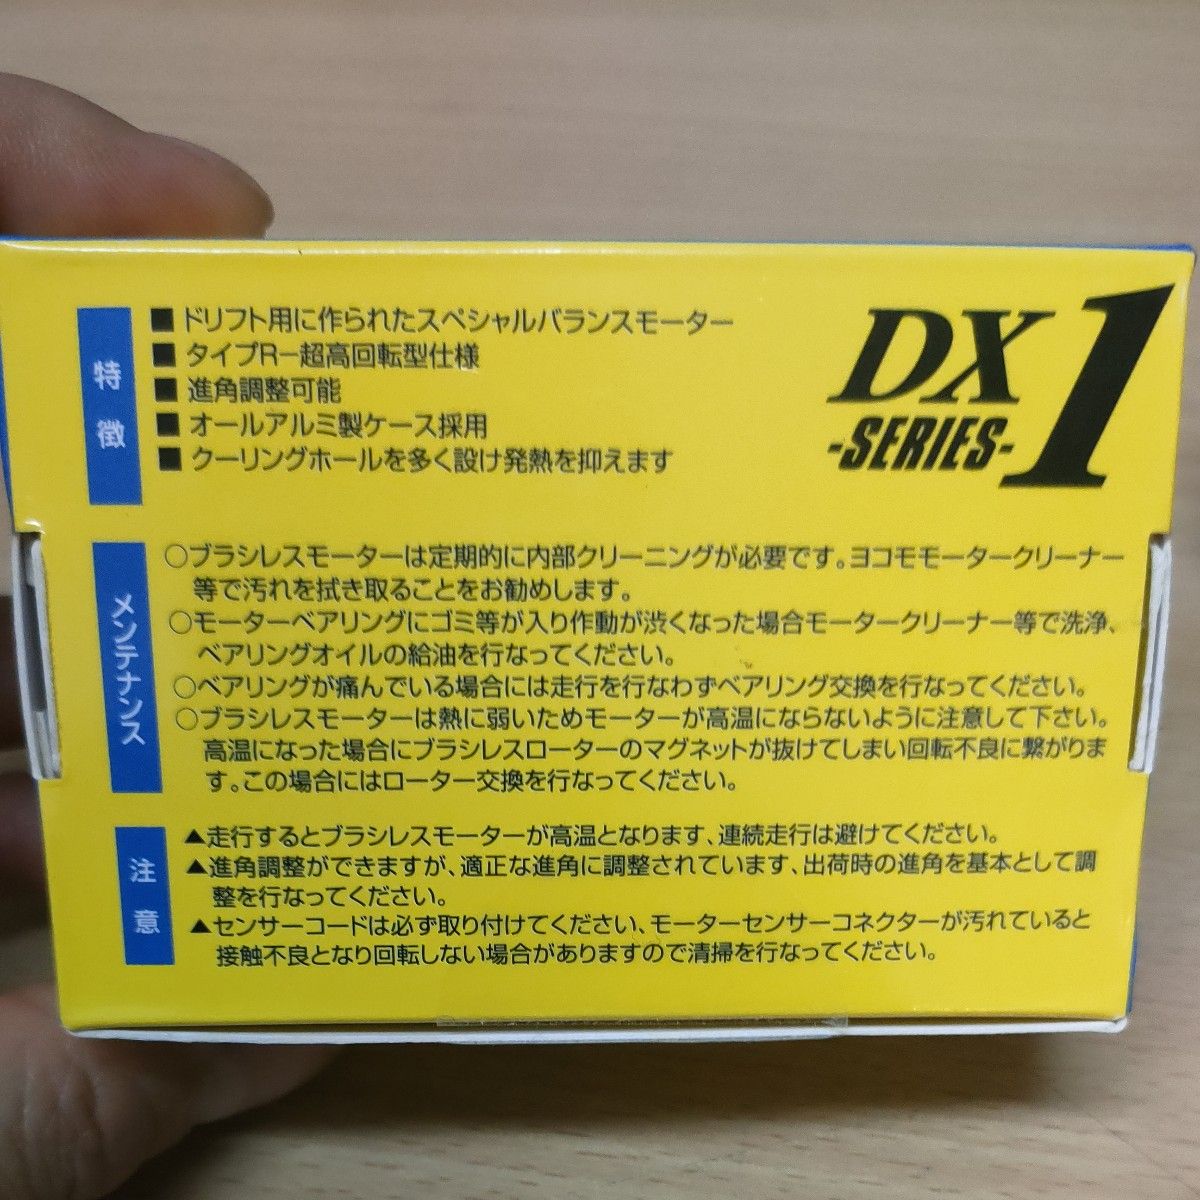 特徴
■ドリフト用に作られたスペシャルバランスモーター
■タイプR−超高回転型仕様
■進角調整可能
■オールアルミ製ケース採用
■クーリングホールを多く設け発熱を抑えます
DX1
-SERIES-
メンテナンス
○ブラシレスモーターは定期的に内部クリーニングが必要です。ヨコモモータークリーナー
等で汚れを拭き取ることをお勧めします。
○モーターベアリングにゴミ等が入り作動が渋くなった場合モータークリーナー等で洗浄、
ベアリングオイルの給油を行なってください。
○ベアリングが痛んでいる場合には走行を行なわずベアリング交換を行なってください。
○ブラシレスモーターは熱に弱いためモーターが高温にならないように注意して下さい。
高温になった場合にブラシレスローターのマグネットが抜けてしまい回転不良に繋がりま
す。この場合にはローター交換を行なってください。
注意
▲走行するとブラシレスモーターが高温となります、連続走行は避けてください。
▲進角調整ができますが、適正な進角に調整されています、出荷時の進角を基本として調
整を行なってください。
▲センサーコードは必ず取り付けてください、モーターセンサーコネクターが汚れていると
接触不良となり回転しない場合がありますので清掃を行なってください。